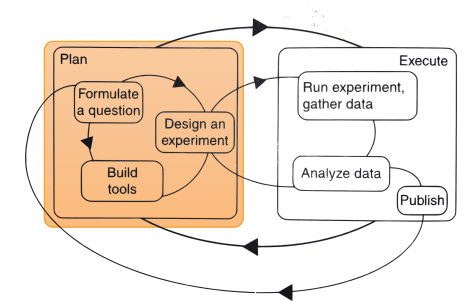 Plan
Execute
Formulate
a question
Design an
experiment
Build
tools
Run experiment,
gather data
Analyze data
Publish